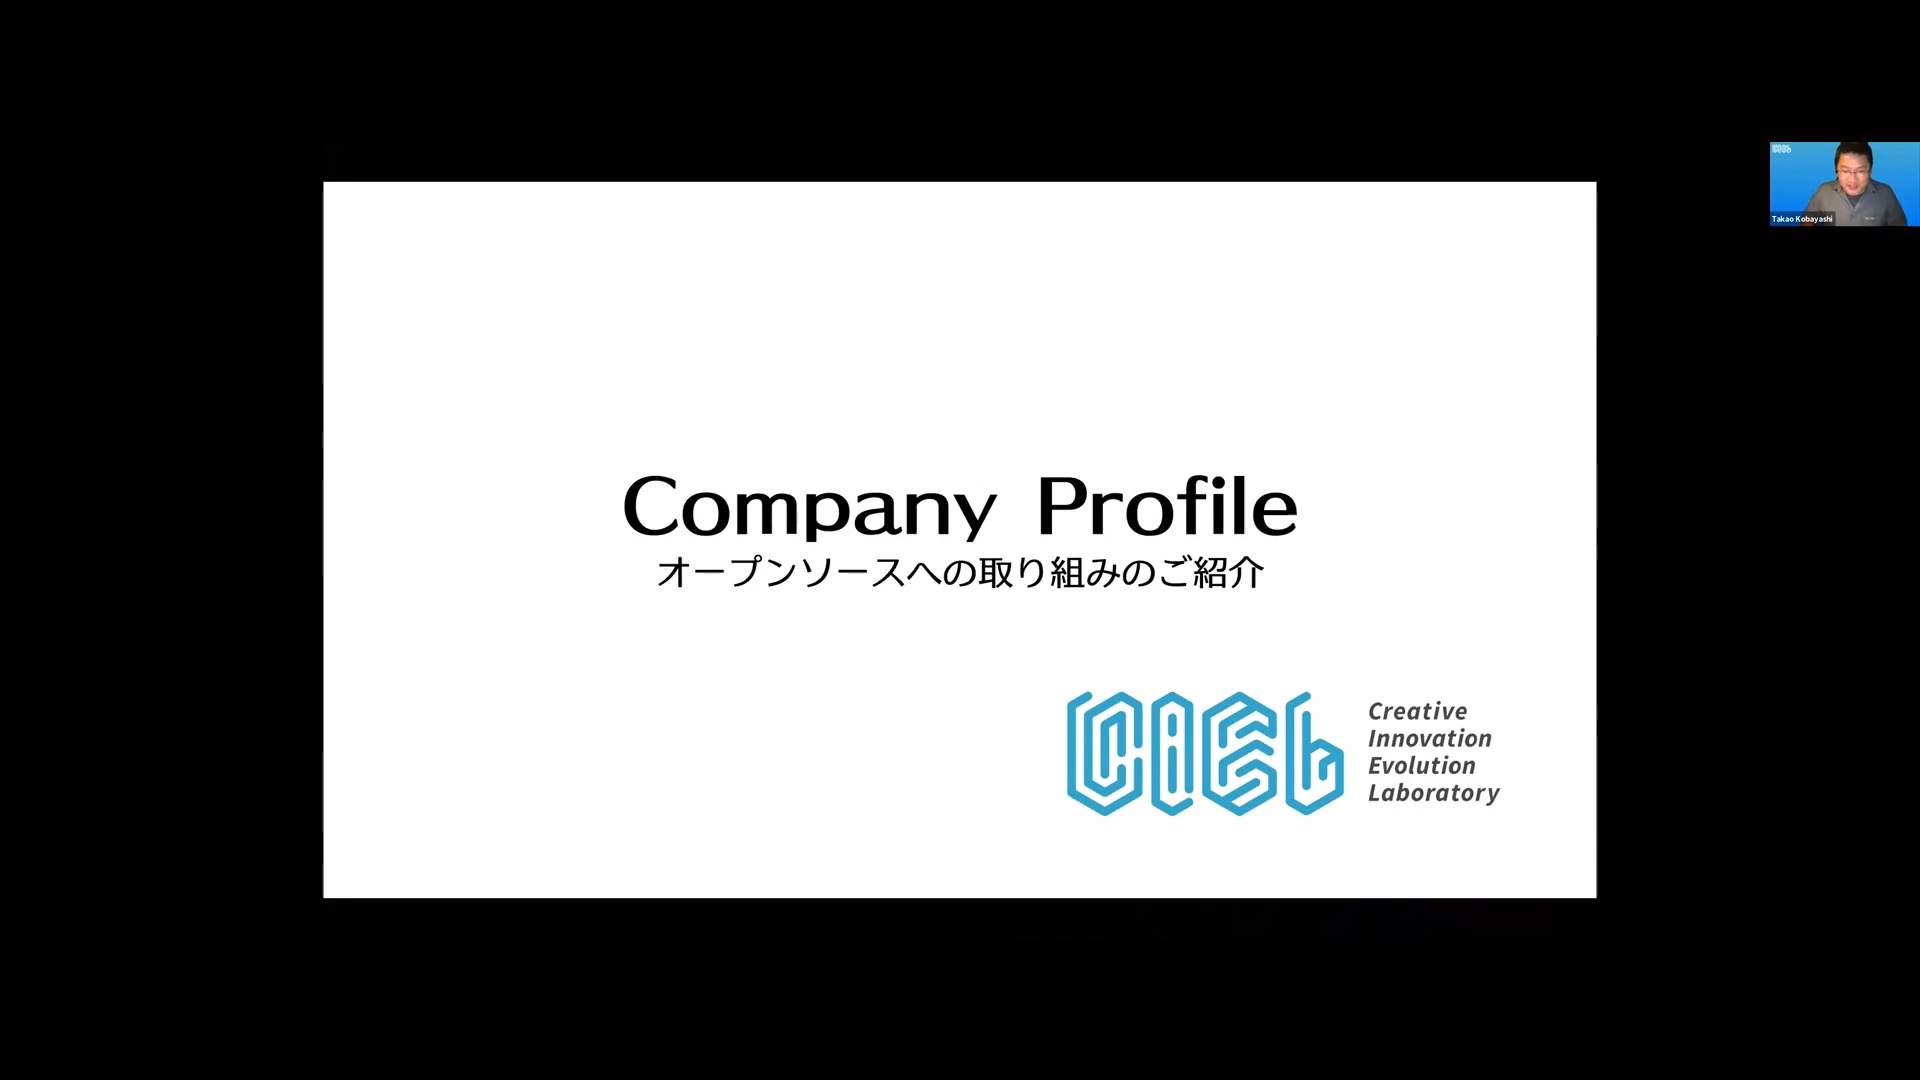 Company Profile
オープンソースへの取り組みのご紹介
CiEL
Creative
Innovation
Evolution
Laboratory
Takao Kobayashi